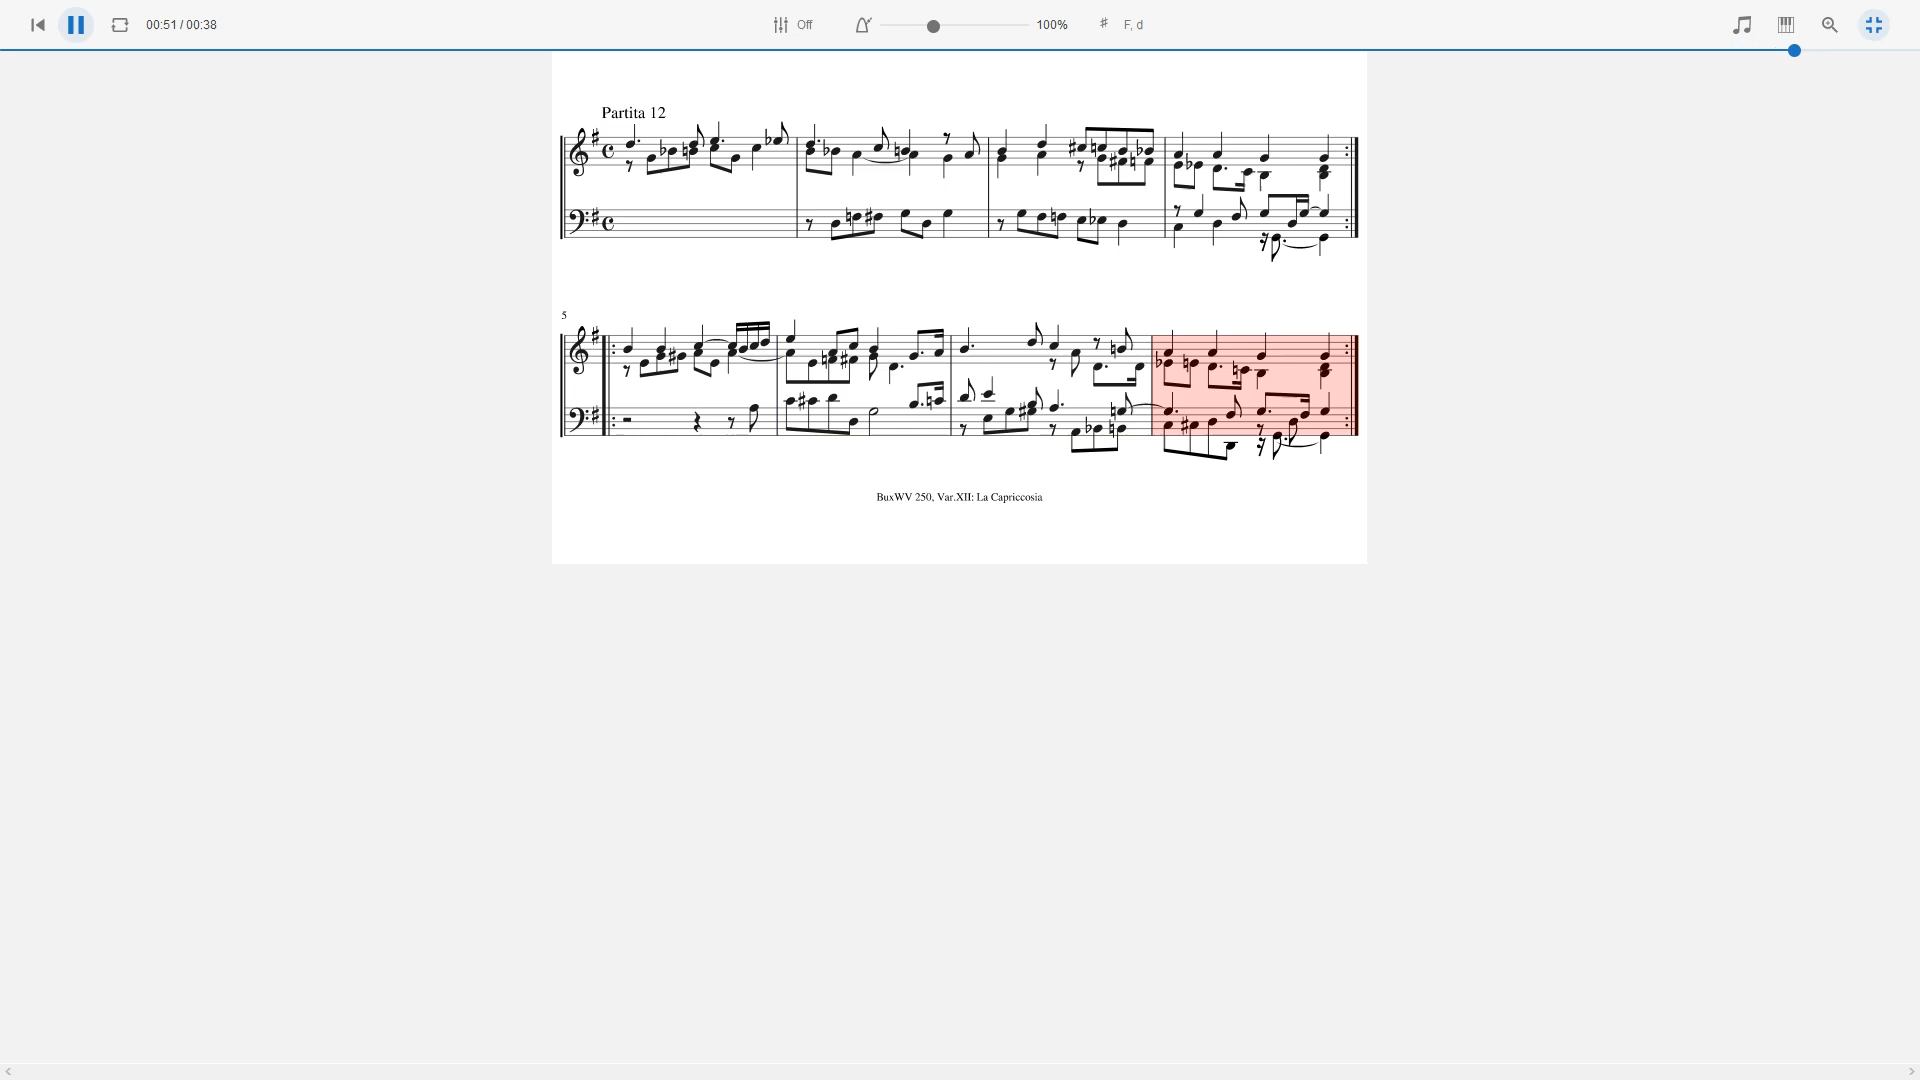 00:51 / 00:38
Off
100%
F, d
Partita 12
5
BuxWV 250, Var.XII: La Capriccosia